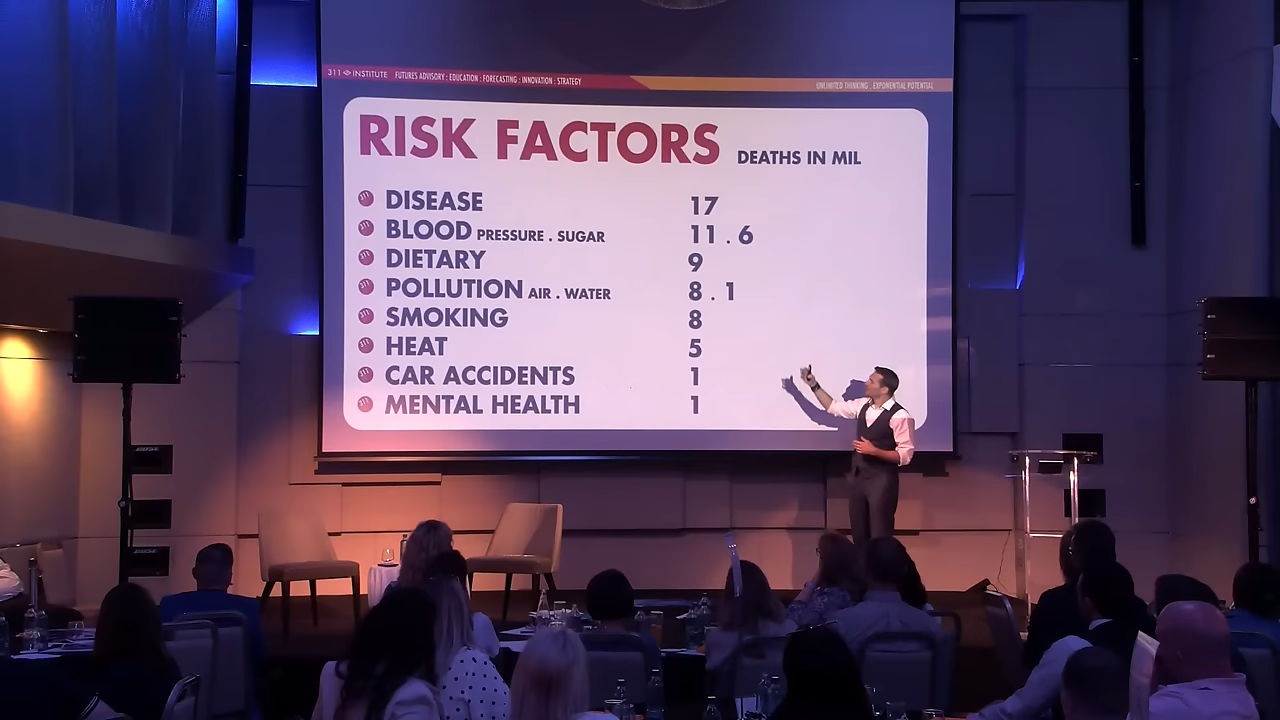 311 INSTITUTE FUTURES ADVISORY : EDUCATION : FORECASTING : INNOVATION : STRATEGY
UNLIMITED THINKING . EXPONENTIAL POTENTIAL
RISK FACTORS DEATHS IN MIL
DISEASE 17
BLOOD PRESSURE . SUGAR 11 . 6
DIETARY 9
POLLUTION AIR . WATER 8 . 1
SMOKING 8
HEAT 5
CAR ACCIDENTS 1
MENTAL HEALTH 1